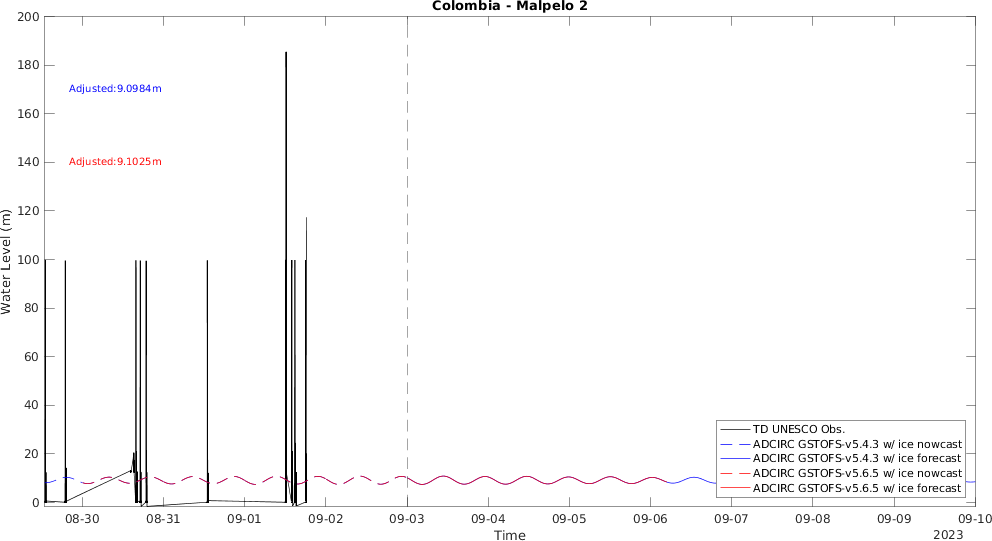 Colombia - Malpelo 2
200
180
160
140
120
100
80
60
40
20
0
Water Level (m)
Adjusted:9.0984m
Adjusted:9.1025m
TD UNESCO Obs.
ADCIRC GSTOFS-v5.4.3 w/ ice nowcast
ADCIRC GSTOFS-v5.4.3 w/ ice forecast
ADCIRC GSTOFS-v5.6.5 w/ ice nowcast
ADCIRC GSTOFS-v5.6.5 w/ ice forecast
08-30 08-31 09-01 09-02 09-03 09-04 09-05 09-06 09-07 09-08 09-09 09-10
Time
2023